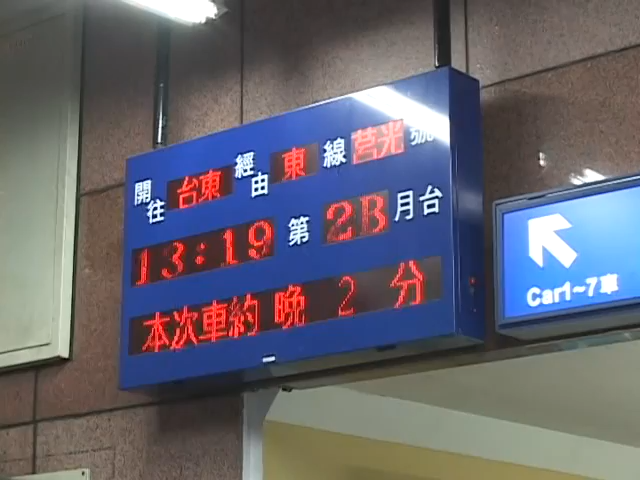 開往 台東 經由 東 線 莒光 號
13:19 第 2B 月台
本次車約 晚 2 分
Car1~7車